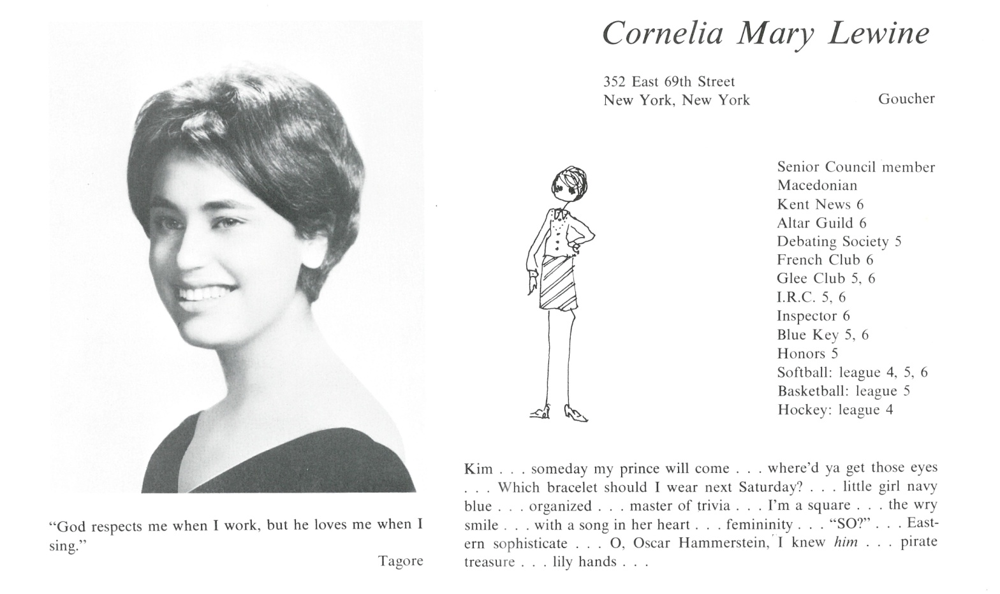 Cornelia Mary Lewine
352 East 69th Street
New York, New York
Goucher
Senior Council member
Macedonian
Kent News 6
Altar Guild 6
Debating Society 5
French Club 6
Glee Club 5, 6
I.R.C. 5, 6
Inspector 6
Blue Key 5, 6
Honors 5
Softball: league 4, 5, 6
Basketball: league 5
Hockey: league 4
“God respects me when I work, but he loves me when I
sing.”
Tagore
Kim . . . someday my prince will come . . . where’d ya get those eyes
. . . Which bracelet should I wear next Saturday? . . . little girl navy
blue . . . organized . . . master of trivia . . . I’m a square . . . the wry
smile . . . with a song in her heart . . . femininity . . . “SO?” . . . East-
ern sophisticate . . . O, Oscar Hammerstein, I knew him . . . pirate
treasure . . . lily hands . . .